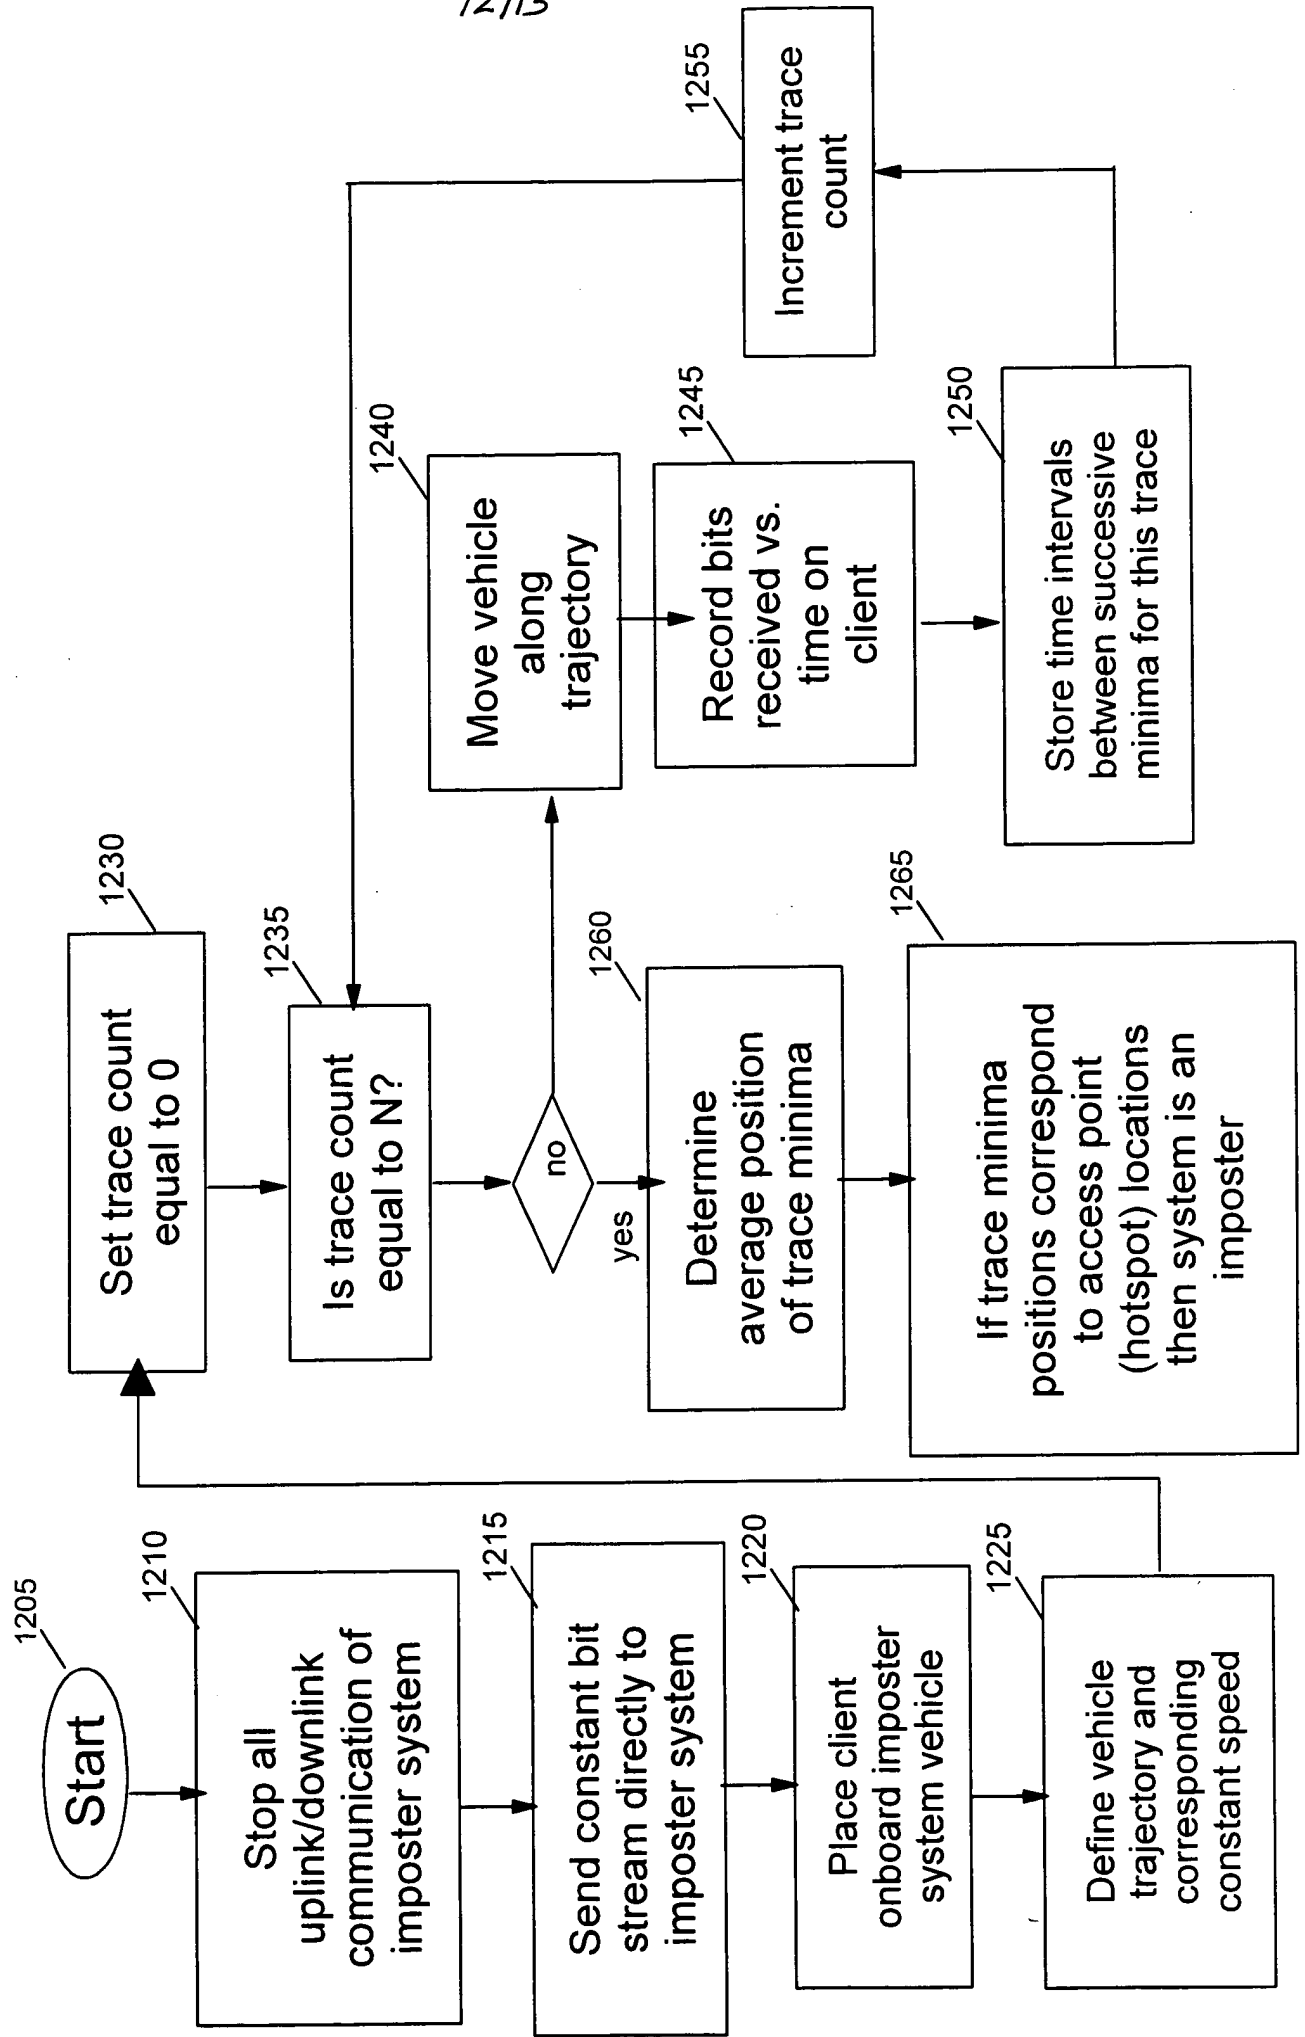 12/13
1205
Start
1210
Stop all
uplink/downlink
communication of
imposter system
1215
Send constant bit
stream directly to
imposter system
1220
Place client
onboard imposter
system vehicle
1225
Define vehicle
trajectory and
corresponding
constant speed
1230
Set trace count
equal to 0
1235
Is trace count
equal to N?
no
yes
1260
Determine
average position
of trace minima
1265
If trace minima
positions correspond
to access point
(hotspot) locations
then system is an
imposter
1240
Move vehicle
along
trajectory
1245
Record bits
received vs.
time on
client
1250
Store time intervals
between successive
minima for this trace
1255
Increment trace
count